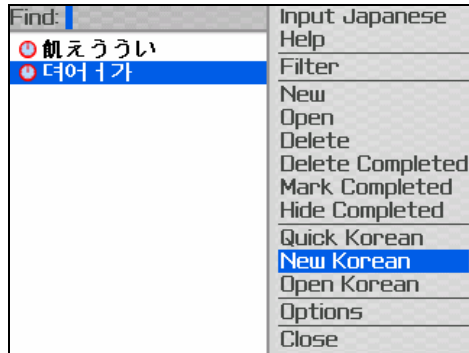 Find:
飢えううい
뎌어ㅓ가
Input Japanese
Help
Filter
New
Open
Delete
Delete Completed
Mark Completed
Hide Completed
Quick Korean
New Korean
Open Korean
Options
Close